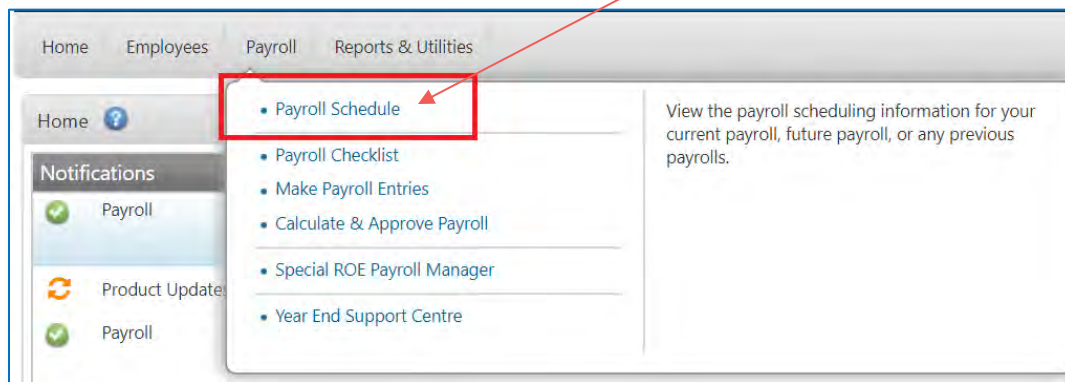 Home Employees Payroll Reports & Utilities
Home ?
Notifications
Payroll
Product Update
Payroll
• Payroll Schedule
• Payroll Checklist
• Make Payroll Entries
• Calculate & Approve Payroll
• Special ROE Payroll Manager
• Year End Support Centre
View the payroll scheduling information for your
current payroll, future payroll, or any previous
payrolls.